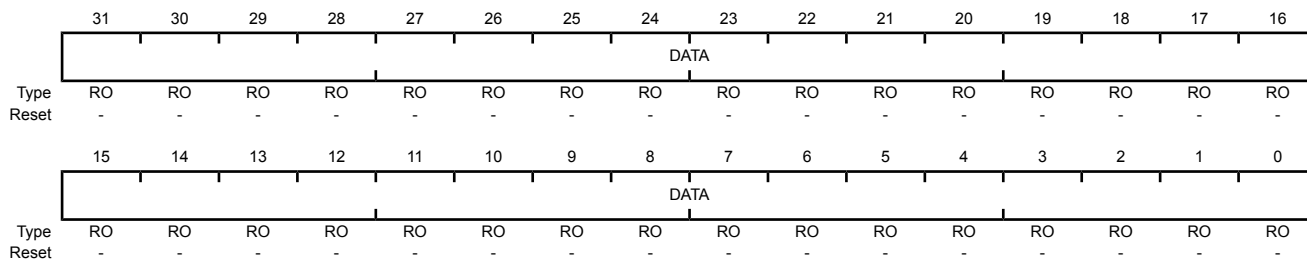 31 30 29 28 27 26 25 24 23 22 21 20 19 18 17 16
DATA
Type RO RO RO RO RO RO RO RO RO RO RO RO RO RO RO RO
Reset - - - - - - - - - - - - - - - -
15 14 13 12 11 10 9 8 7 6 5 4 3 2 1 0
DATA
Type RO RO RO RO RO RO RO RO RO RO RO RO RO RO RO RO
Reset - - - - - - - - - - - - - - - -